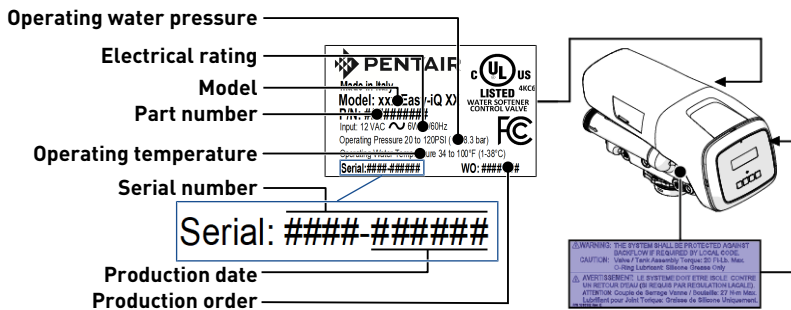 Operating water pressure
Electrical rating
Model
Part number
Operating temperature
Serial number
Production date
Production order
PENTAIR
Made in Italy
Model: xx Easy-iQ XX
P/N: ##########
Input: 12 VAC ~ 6W /60Hz
Operating Pressure 20 to 120PSI ( 8.3 bar)
Operating Water Temperature 34 to 100°F (1-38°C)
Serial:####-###### WO: ######
C UL US
4KC6
LISTED
WATER SOFTENER
CONTROL VALVE
FC
Serial: ####-######
WARNING: THE SYSTEM SHALL BE PROTECTED AGAINST
BACKFLOW IF REQUIRED BY LOCAL CODE.
CAUTION: Valve / Tank Assembly Torque: 20 Ft-Lb. Max.
O-Ring Lubricant: Silicone Grease Only
AVERTISSEMENT: LE SYSTEME DOIT ETRE ISOLE CONTRE
UN RETOUR D'EAU (SI REQUIS PAR REGULATION LACALE).
ATTENTION: Couple de Serrage Vanne / Bouteille: 27 N-m Max.
Lubrifiant pour Joint Torique: Graisse de Silicone Uniquement.